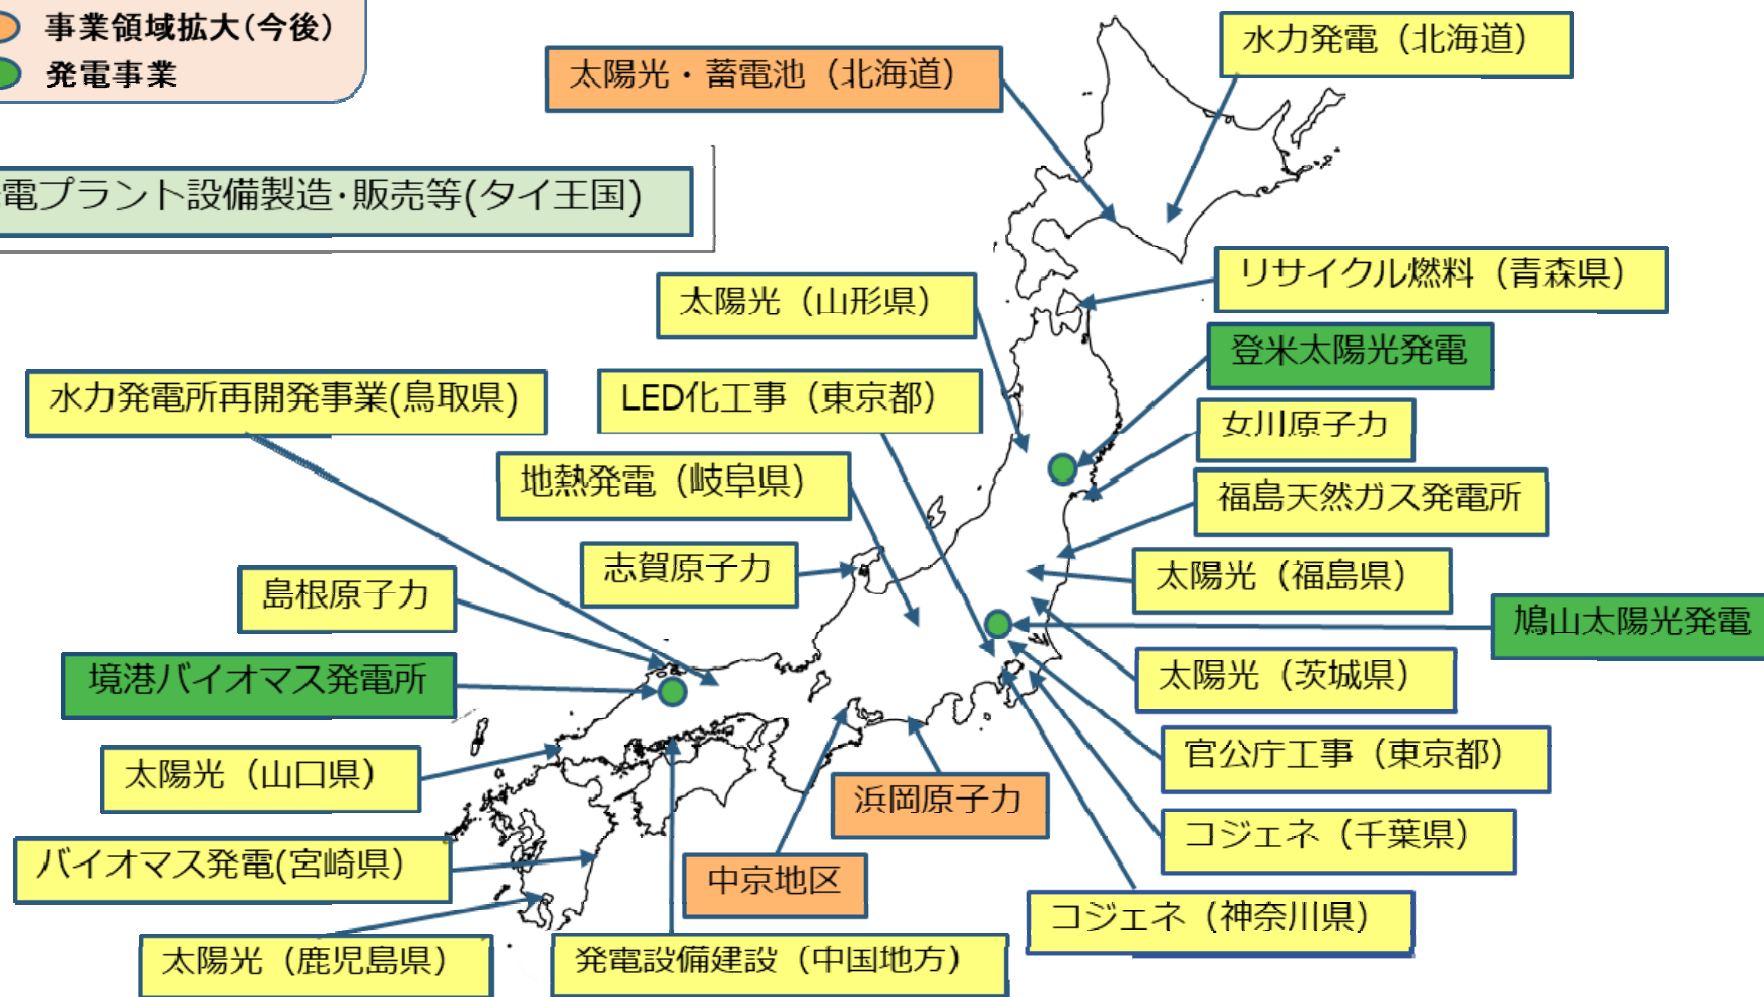 事業領域拡大(今後)
発電事業
太陽光・蓄電池（北海道）
水力発電（北海道）
電プラント設備製造･販売等(タイ王国)
リサイクル燃料（青森県）
太陽光（山形県）
登米太陽光発電
水力発電所再開発事業(鳥取県)
LED化工事（東京都）
女川原子力
地熱発電（岐阜県）
福島天然ガス発電所
志賀原子力
太陽光（福島県）
島根原子力
鳩山太陽光発電
境港バイオマス発電所
太陽光（茨城県）
官公庁工事（東京都）
太陽光（山口県）
浜岡原子力
コジェネ（千葉県）
バイオマス発電(宮崎県）
中京地区
コジェネ（神奈川県）
太陽光（鹿児島県）
発電設備建設（中国地方）